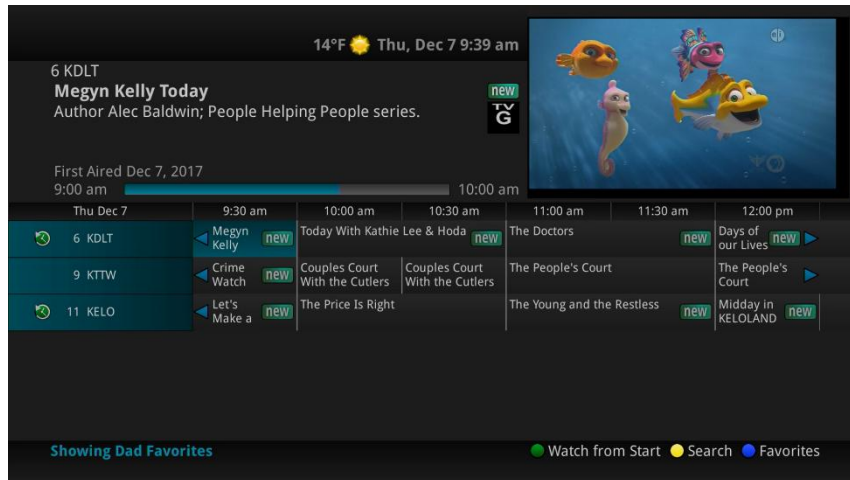 14°F Thu, Dec 7 9:39 am
6 KDLT
Megyn Kelly Today
new
Author Alec Baldwin; People Helping People series.
TV
G
First Aired Dec 7, 2017
9:00 am 10:00 am
Thu Dec 7 9:30 am 10:00 am 10:30 am 11:00 am 11:30 am 12:00 pm
6 KDLT
Megyn
Kelly
new
Today With Kathie Lee & Hoda
new
The Doctors
new
Days of
our Lives
new
9 KTTW
Crime
Watch
new
Couples Court
With the Cutlers
Couples Court
With the Cutlers
The People's Court
The People's
Court
11 KELO
Let's
Make a
new
The Price Is Right
The Young and the Restless
new
Midday in
KELOLAND
new
Showing Dad Favorites
Watch from Start Search Favorites